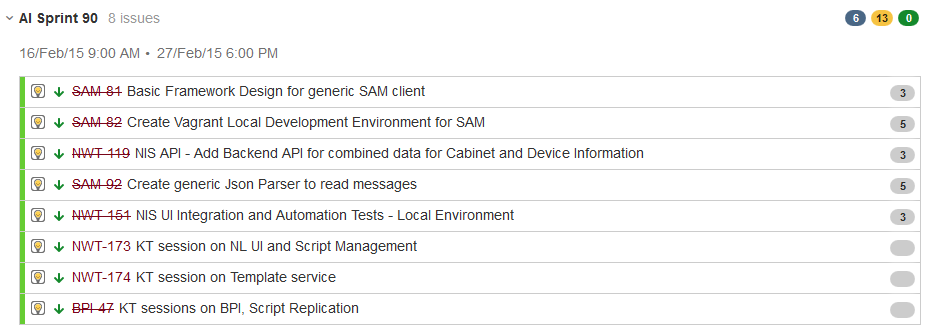 AI Sprint 90 8 issues 6 13 0
16/Feb/15 9:00 AM • 27/Feb/15 6:00 PM
SAM-81 Basic Framework Design for generic SAM client 3
SAM-82 Create Vagrant Local Development Environment for SAM 5
NWT-119 NIS API - Add Backend API for combined data for Cabinet and Device Information 3
SAM-92 Create generic Json Parser to read messages 5
NWT-151 NIS UI Integration and Automation Tests - Local Environment 3
NWT-173 KT session on NL UI and Script Management
NWT-174 KT session on Template service
BPI-47 KT sessions on BPI, Script Replication